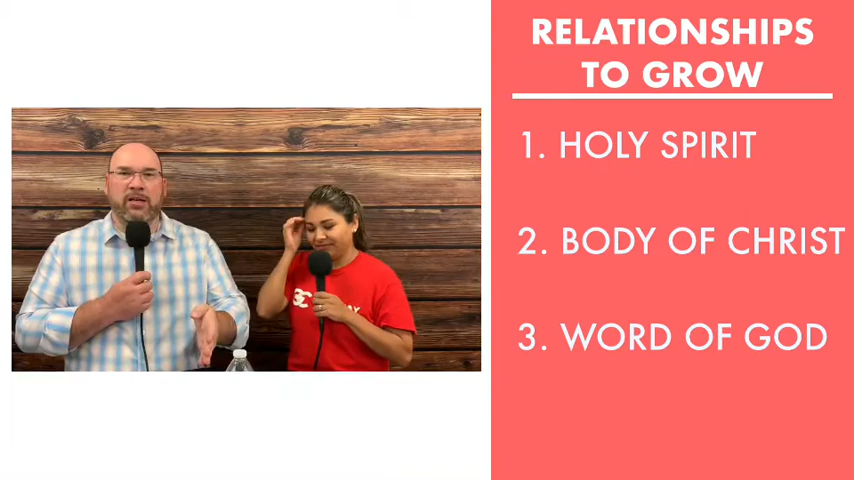 RELATIONSHIPS
TO GROW
1. HOLY SPIRIT
2. BODY OF CHRIST
3. WORD OF GOD